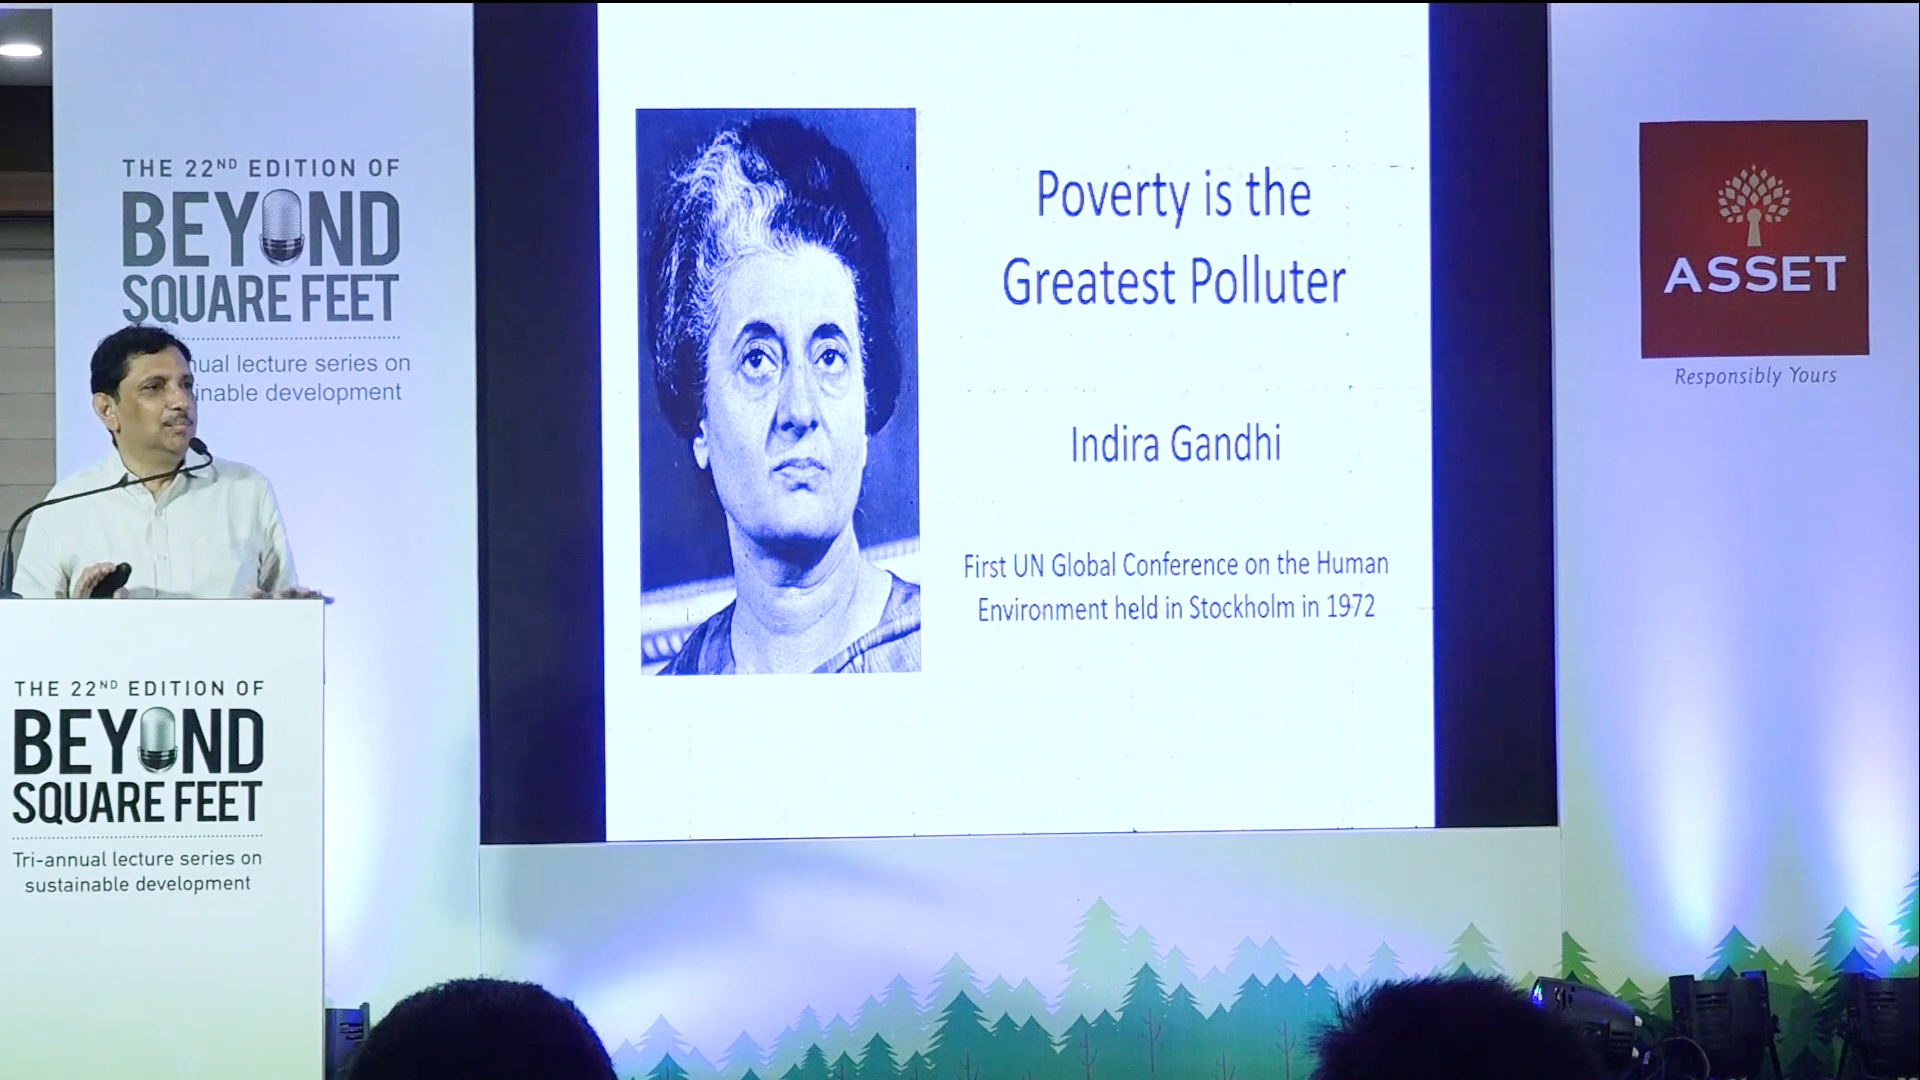 THE 22ND EDITION OF
BEYOND
SQUARE FEET
nual lecture series on
inable development
Poverty is the
Greatest Polluter
Indira Gandhi
First UN Global Conference on the Human
Environment held in Stockholm in 1972
ASSET
Responsibly Yours
THE 22ND EDITION OF
BEYOND
SQUARE FEET
Tri-annual lecture series on
sustainable development